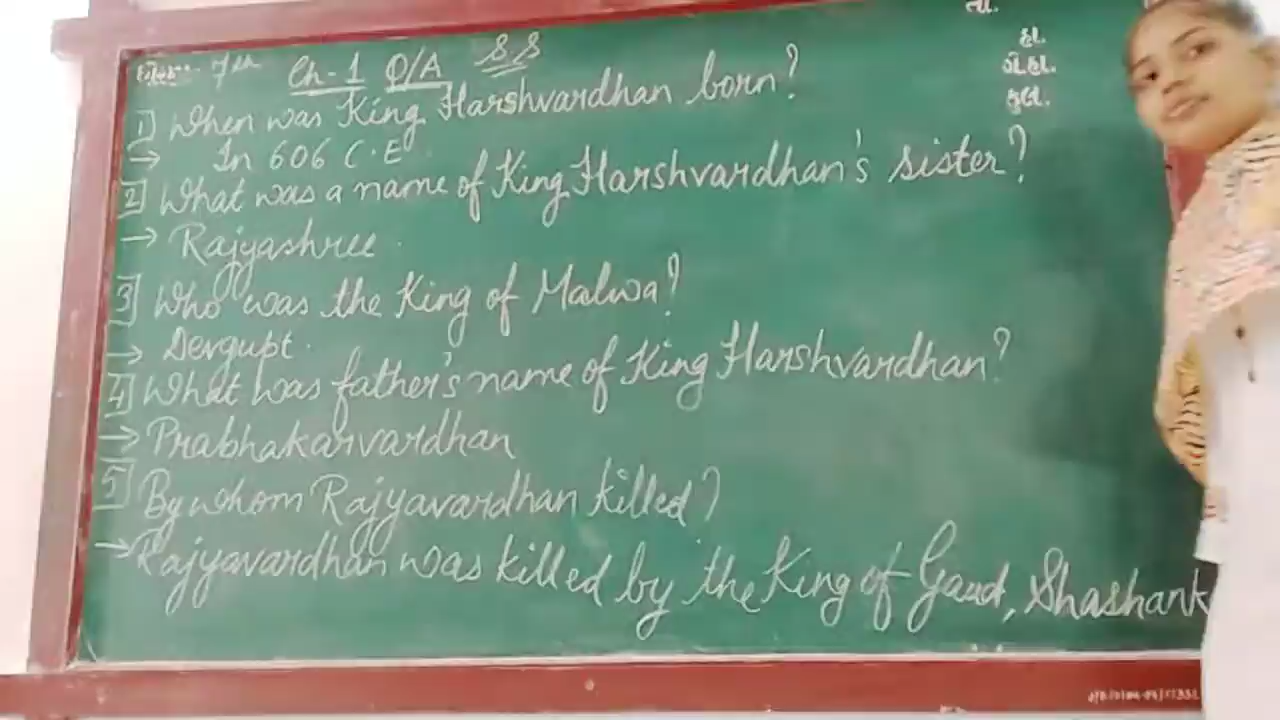 7th Ch-1 Q/A S.S
1 When was King Harshvardhan born?
→ In 606 C.E
2 What was a name of King Harshvardhan's sister?
→ Rajyashree.
3 Who was the King of Malwa?
→ Devgupt.
4 What was father's name of King Harshvardhan?
→ Prabhakarvardhan
5 By whom Rajyavardhan killed?
→ Rajyavardhan was killed by the King of Gaud, Shashank
તા.
હા.
ગે.હા.
કુલ.